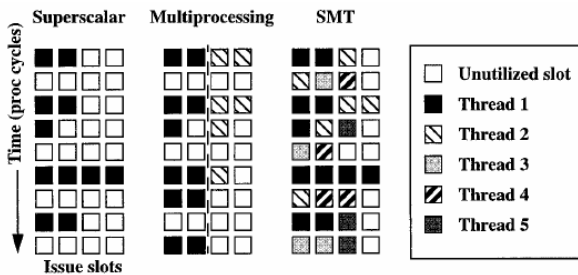 Superscalar
Multiprocessing
SMT
Time (proc cycles)
Issue slots
Unutilized slot
Thread 1
Thread 2
Thread 3
Thread 4
Thread 5